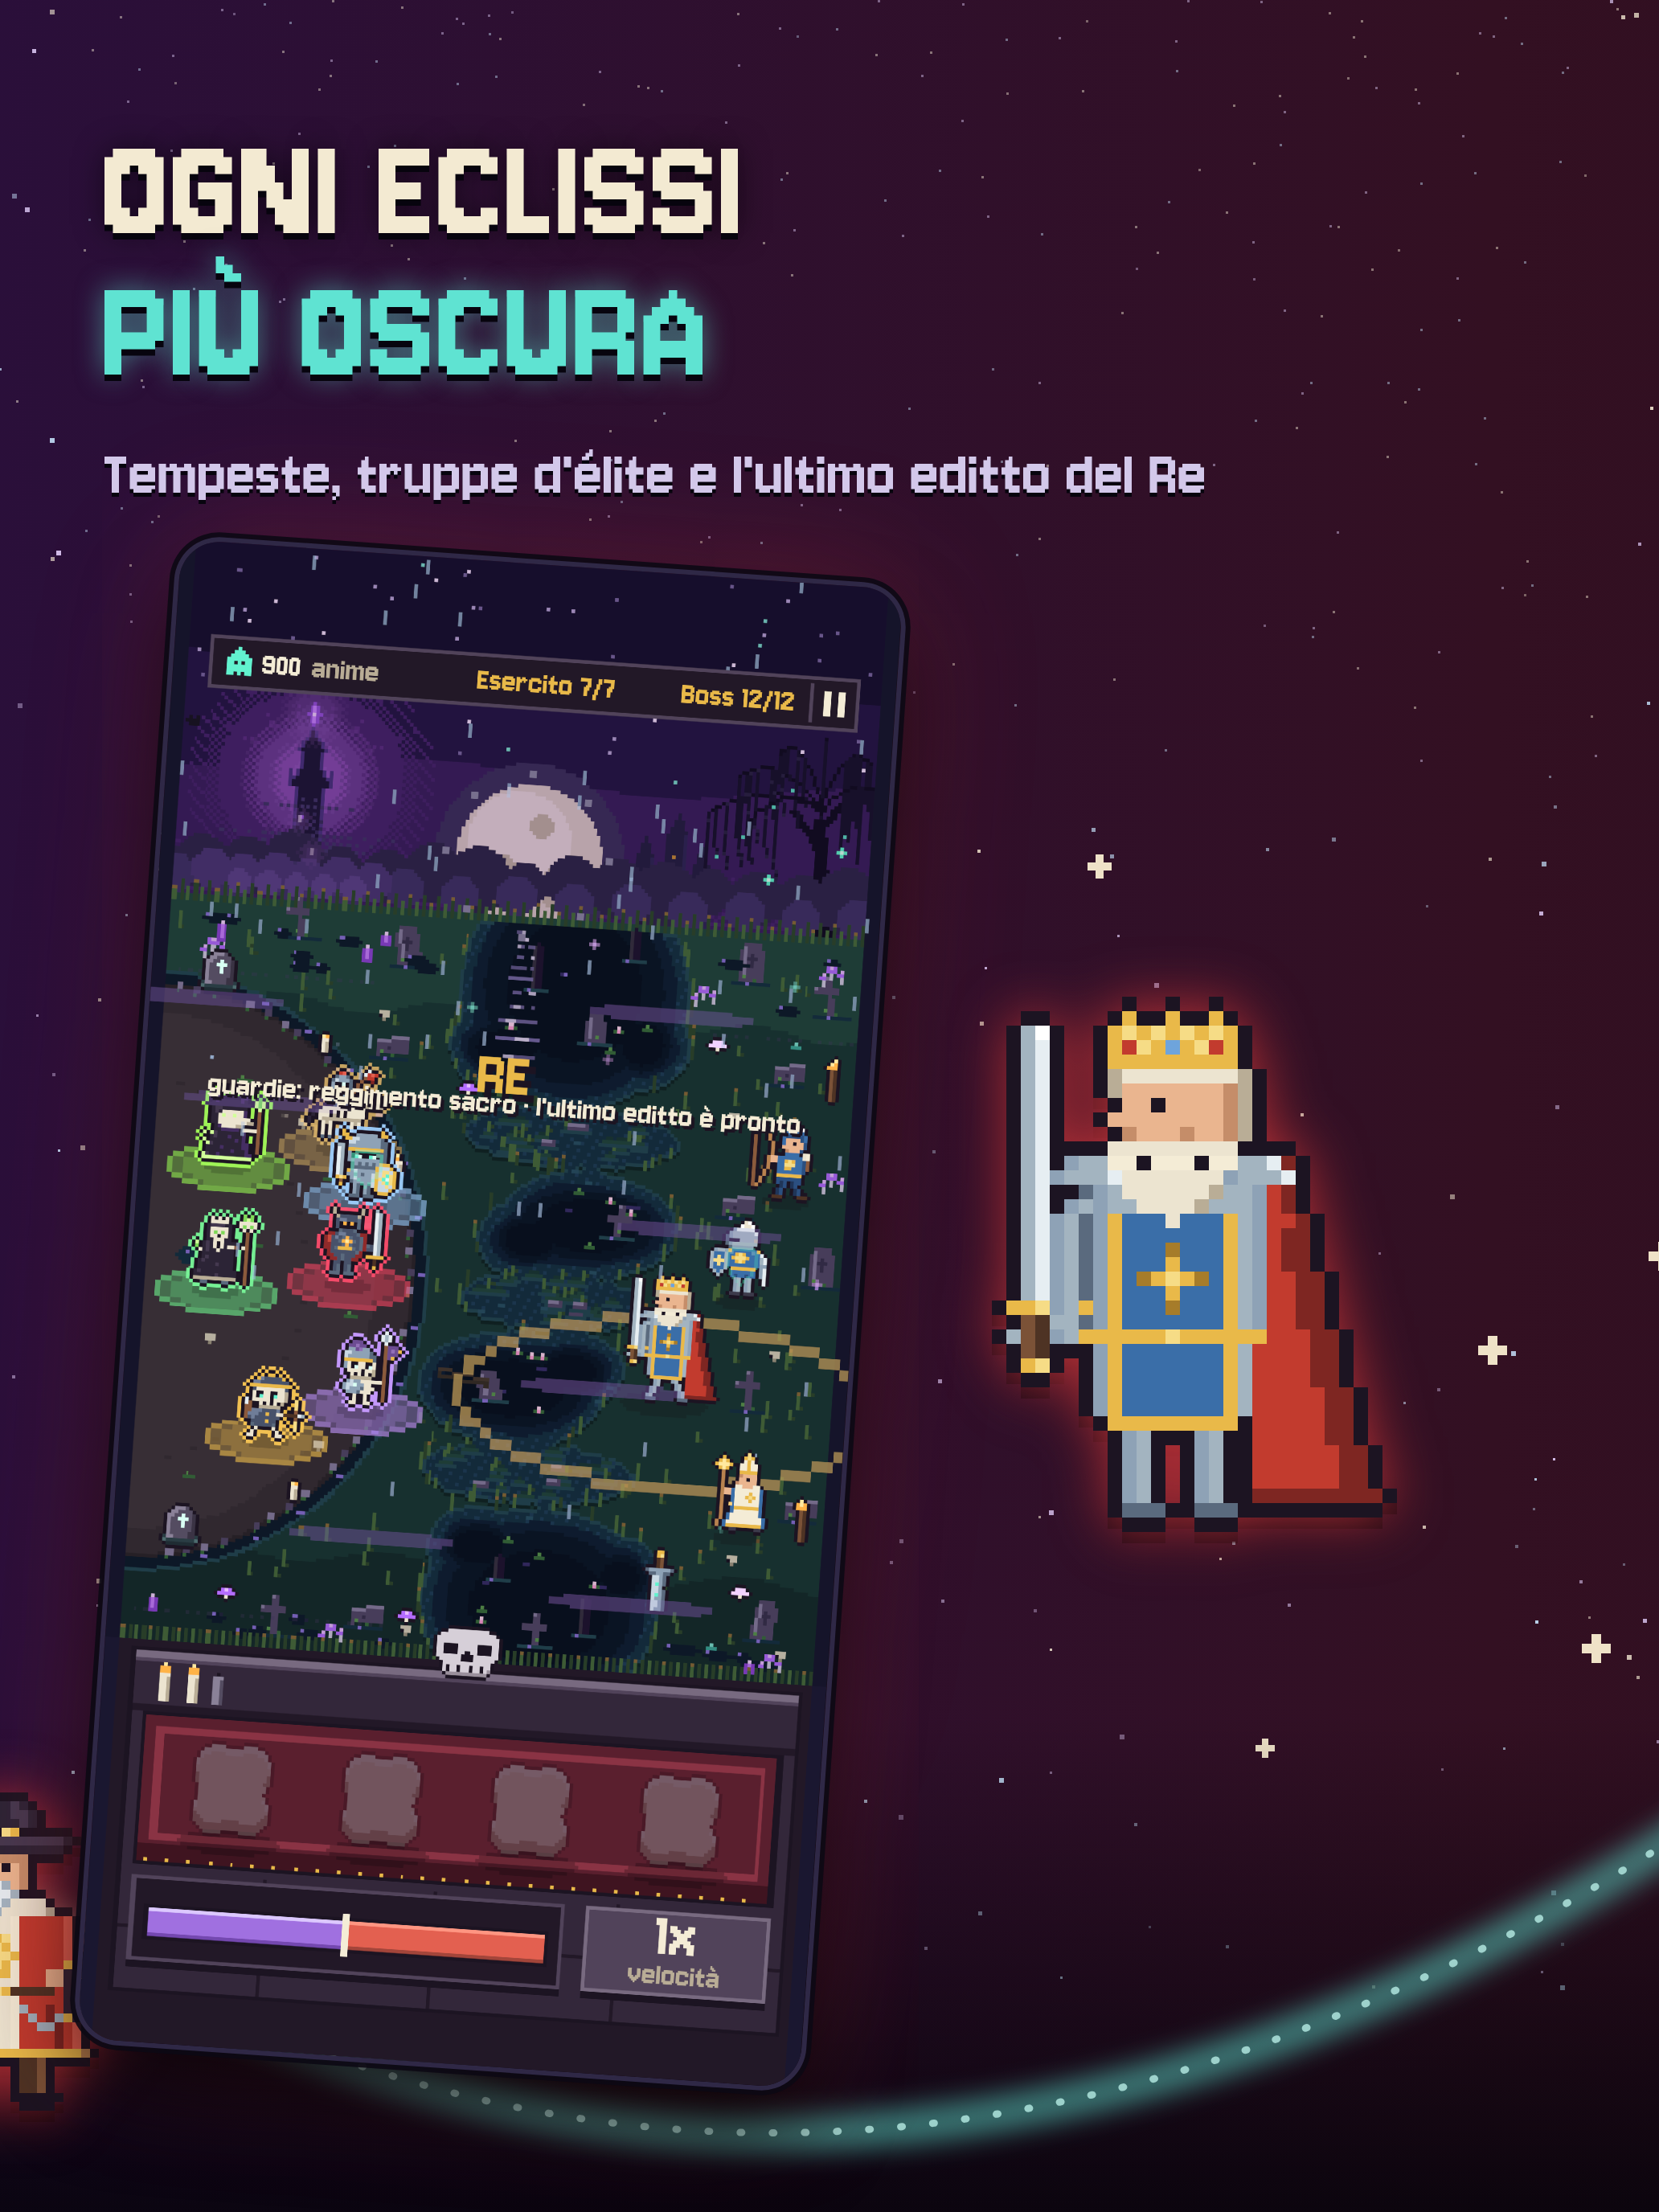 OGNI ECLISSI
PIÙ OSCURA
Tempeste, truppe d'élite e l'ultimo editto del Re
900 anime Esercito 7/7 Boss 12/12
RE
guardie: reggimento sacro · l'ultimo editto è pronto.
1x
velocità